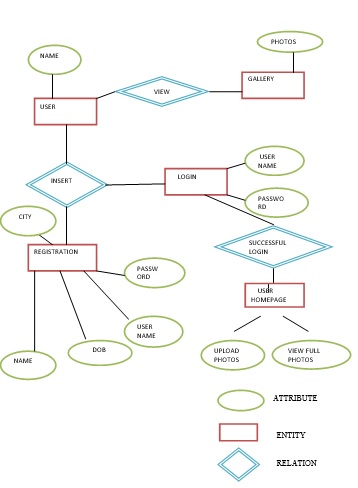 PHOTOS
NAME
GALLERY
VIEW
USER
USER
NAME
LOGIN
INSERT
PASSWO
RD
CITY
SUCCESSFUL
LOGIN
REGISTRATION
PASSW
ORD
USER
HOMEPAGE
USER
NAME
DOB
UPLOAD
PHOTOS
VIEW FULL
PHOTOS
NAME
ATTRIBUTE
ENTITY
RELATION